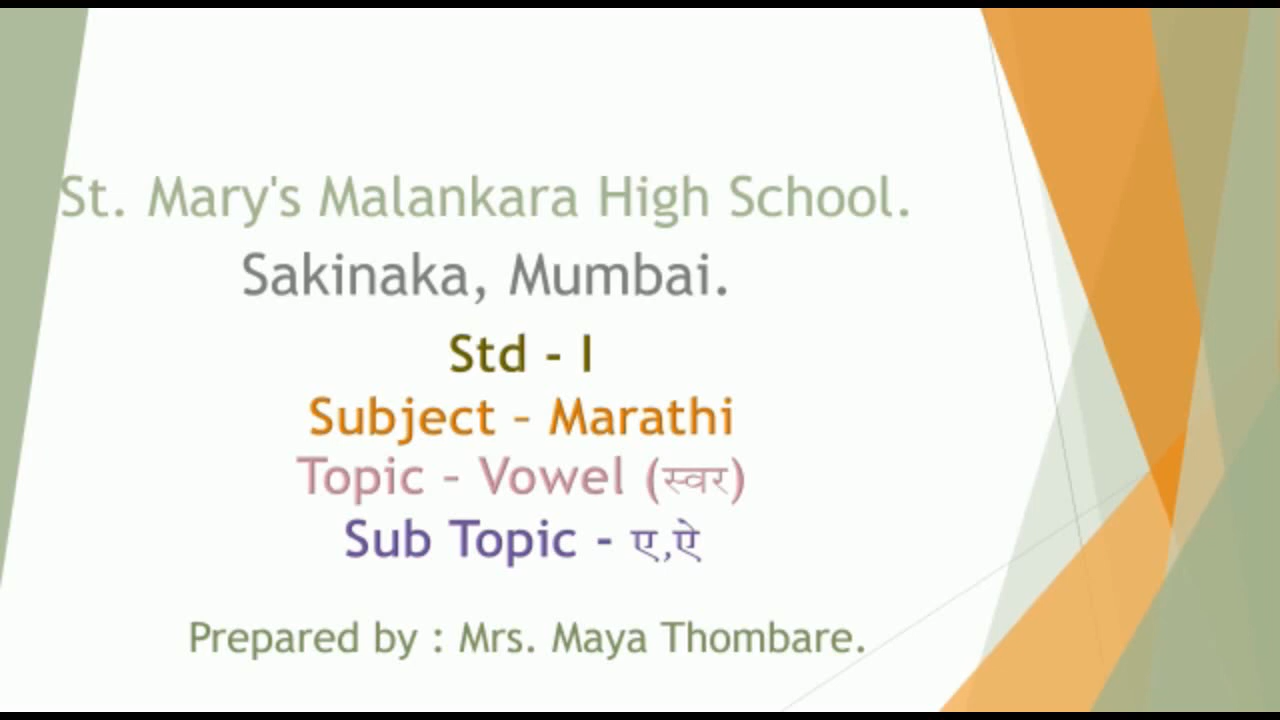 St. Mary's Malankara High School.
Sakinaka, Mumbai.
Std - I
Subject – Marathi
Topic – Vowel (स्वर)
Sub Topic - ए,ऐ
Prepared by : Mrs. Maya Thombare.